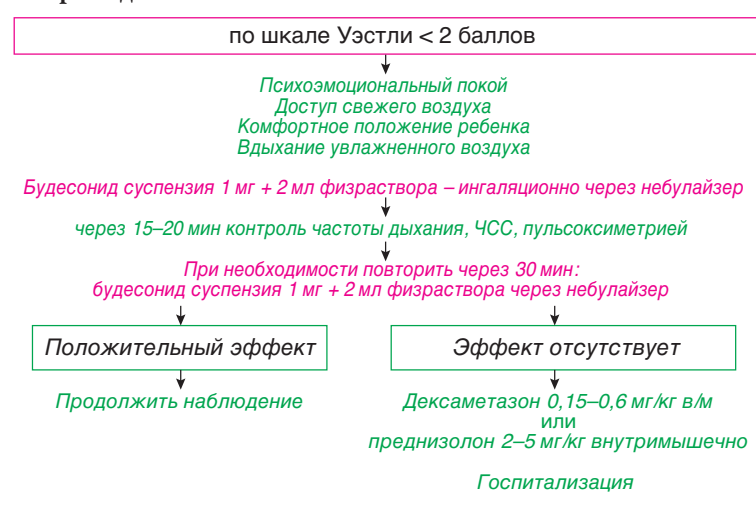 по шкале Уэстли < 2 баллов
Психоэмоциональный покой
Доступ свежего воздуха
Комфортное положение ребенка
Вдыхание увлажненного воздуха
Будесонид суспензия 1 мг + 2 мл физраствора – ингаляционно через небулайзер
через 15–20 мин контроль частоты дыхания, ЧСС, пульсоксиметрией
При необходимости повторить через 30 мин:
будесонид суспензия 1 мг + 2 мл физраствора через небулайзер
Положительный эффект
Продолжить наблюдение
Эффект отсутствует
Дексаметазон 0,15–0,6 мг/кг в/м
или
преднизолон 2–5 мг/кг внутримышечно
Госпитализация